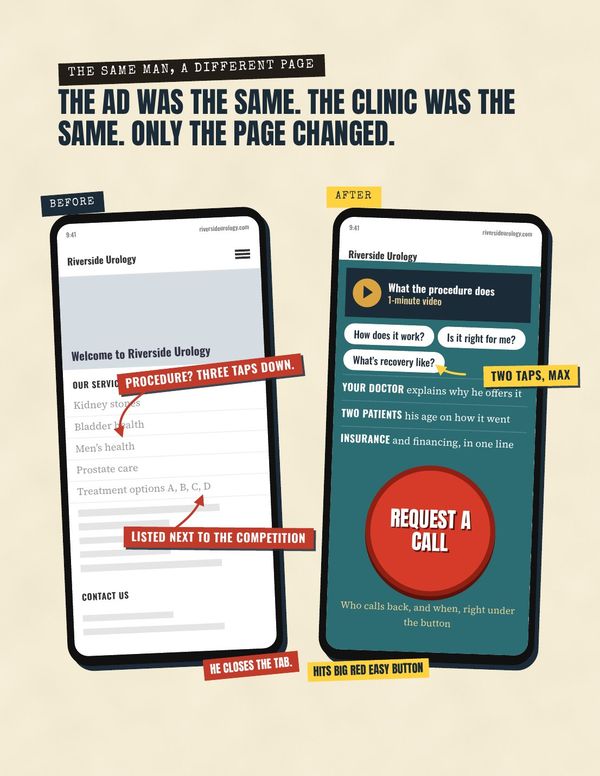 THE SAME MAN, A DIFFERENT PAGE
THE AD WAS THE SAME. THE CLINIC WAS THE
SAME. ONLY THE PAGE CHANGED.
BEFORE
9:41
riversideurology.com
Riverside Urology
Welcome to Riverside Urology
OUR SERVIC
PROCEDURE? THREE TAPS DOWN.
Kidney stones
Bladder health
Men's health
Prostate care
Treatment options A, B, C, D
LISTED NEXT TO THE COMPETITION
CONTACT US
HE CLOSES THE TAB.
AFTER
9:41
riversideurology.com
Riverside Urology
What the procedure does
1-minute video
How does it work?
Is it right for me?
What's recovery like?
TWO TAPS, MAX
YOUR DOCTOR explains why he offers it
TWO PATIENTS his age on how it went
INSURANCE and financing, in one line
REQUEST A
CALL
Who calls back, and when, right under
the button
HITS BIG RED EASY BUTTON